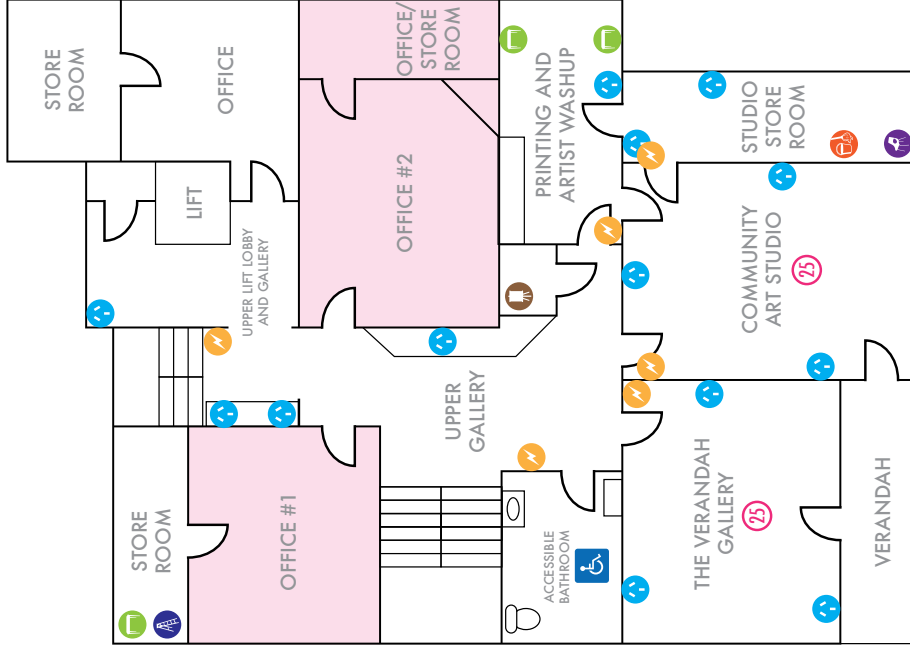 STORE
ROOM
OFFICE
OFFICE/
STORE
ROOM
PRINTING AND
ARTIST WASHUP
STUDIO
STORE
ROOM
LIFT
OFFICE #2
UPPER LIFT LOBBY
AND GALLERY
COMMUNITY
ART STUDIO
25
UPPER
GALLERY
STORE
ROOM
OFFICE #1
ACCESSIBLE
BATHROOM
THE VERANDAH
GALLERY
25
VERANDAH